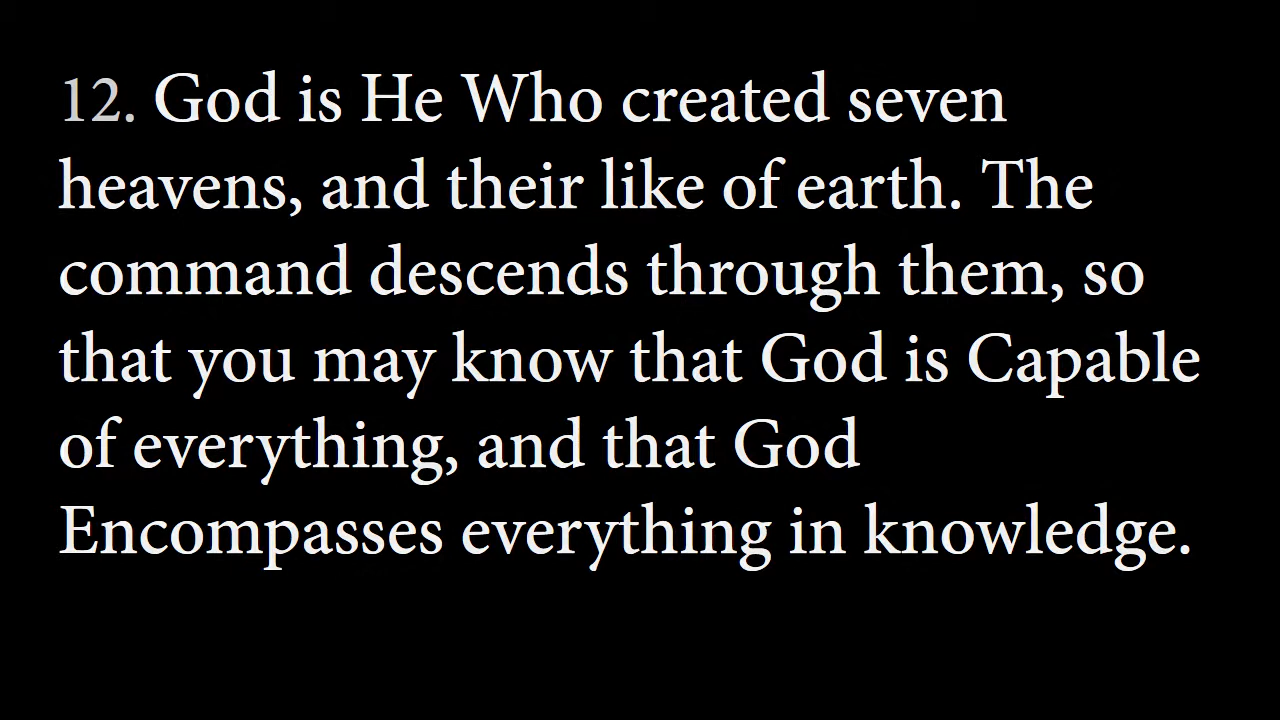 12. God is He Who created seven
heavens, and their like of earth. The
command descends through them, so
that you may know that God is Capable
of everything, and that God
Encompasses everything in knowledge.